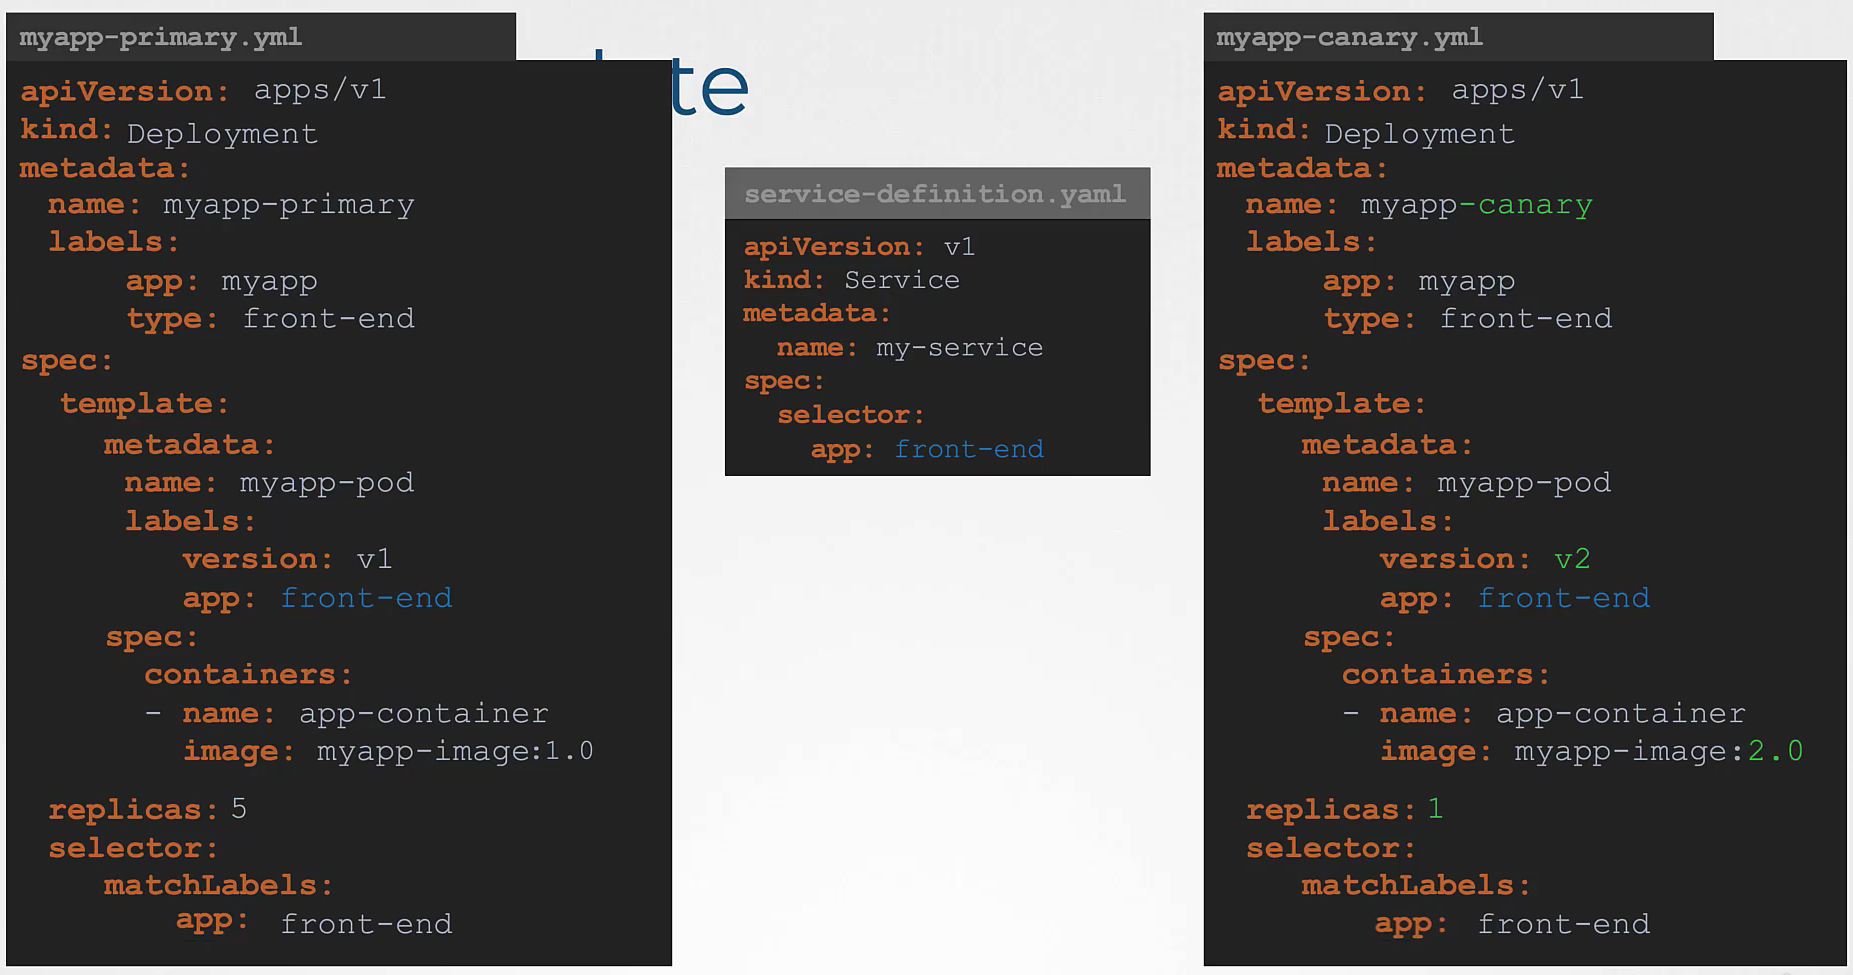 myapp-primary.yml
apiVersion: apps/v1
kind: Deployment
metadata:
name: myapp-primary
labels:
app: myapp
type: front-end
spec:
template:
metadata:
name: myapp-pod
labels:
version: v1
app: front-end
spec:
containers:
- name: app-container
image: myapp-image:1.0
replicas: 5
selector:
matchLabels:
app: front-end
te
service-definition.yaml
apiVersion: v1
kind: Service
metadata:
name: my-service
spec:
selector:
app: front-end
myapp-canary.yml
apiVersion: apps/v1
kind: Deployment
metadata:
name: myapp-canary
labels:
app: myapp
type: front-end
spec:
template:
metadata:
name: myapp-pod
labels:
version: v2
app: front-end
spec:
containers:
- name: app-container
image: myapp-image:2.0
replicas: 1
selector:
matchLabels:
app: front-end